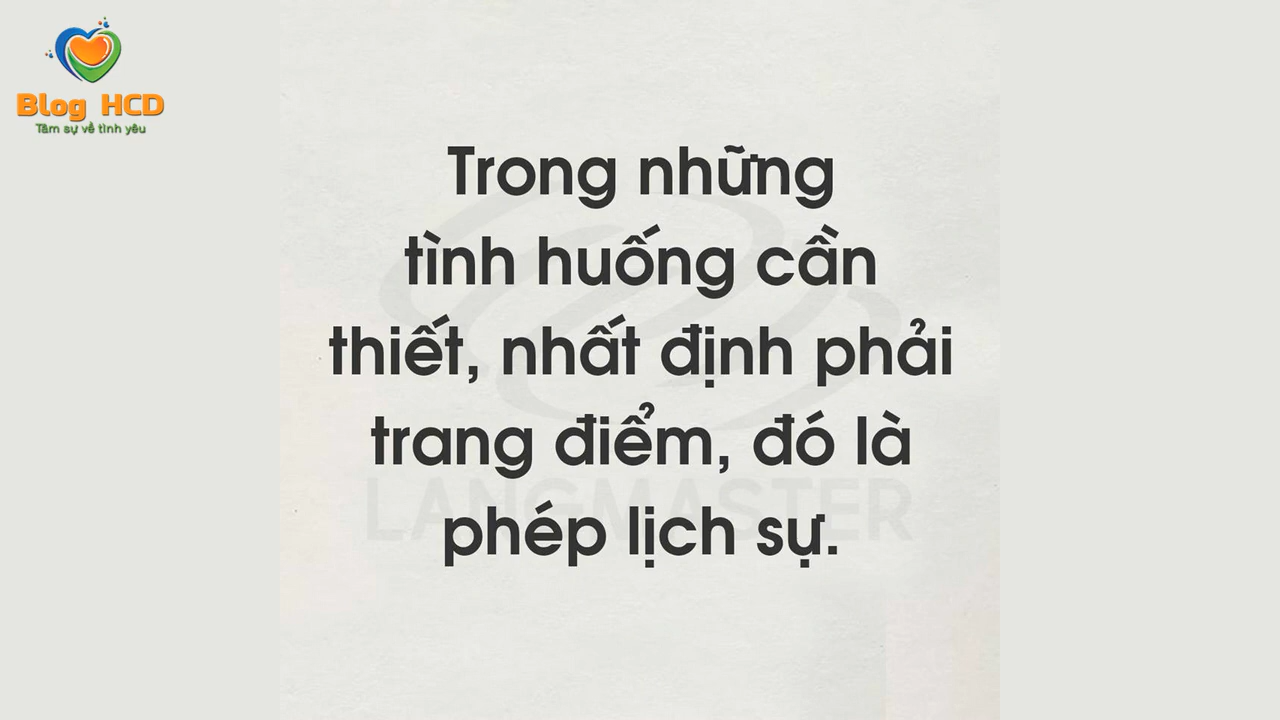 Blog HCD
Tâm sự về tình yêu
Trong những
tình huống cần
thiết, nhất định phải
trang điểm, đó là
LANGMASTER
phép lịch sự.